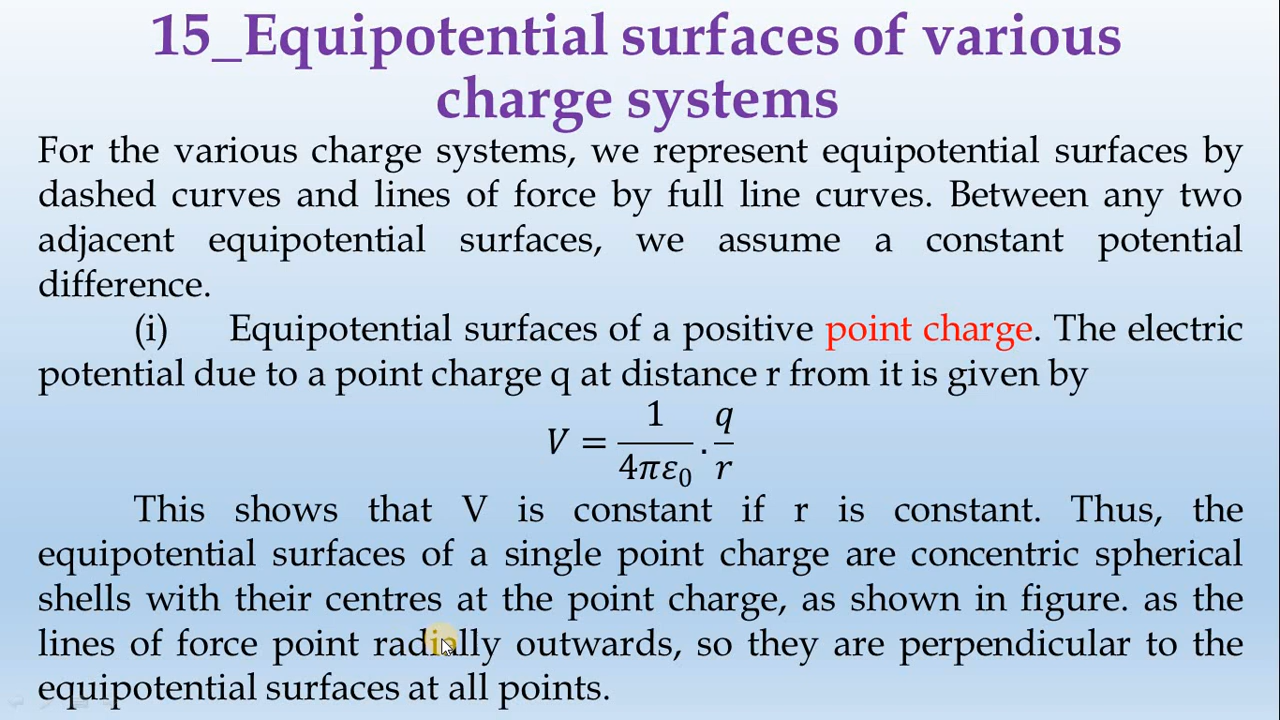 15_Equipotential surfaces of various
charge systems
For the various charge systems, we represent equipotential surfaces by
dashed curves and lines of force by full line curves. Between any two
adjacent equipotential surfaces, we assume a constant potential
difference.
(i) Equipotential surfaces of a positive point charge. The electric
potential due to a point charge q at distance r from it is given by
V = 1/4πε₀ . q/r
This shows that V is constant if r is constant. Thus, the
equipotential surfaces of a single point charge are concentric spherical
shells with their centres at the point charge, as shown in figure. as the
lines of force point radially outwards, so they are perpendicular to the
equipotential surfaces at all points.